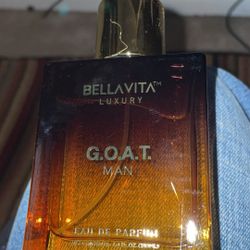 BELLAVITA™
LUXURY
G.O.A.T.
MAN
EAU DE PARFUM